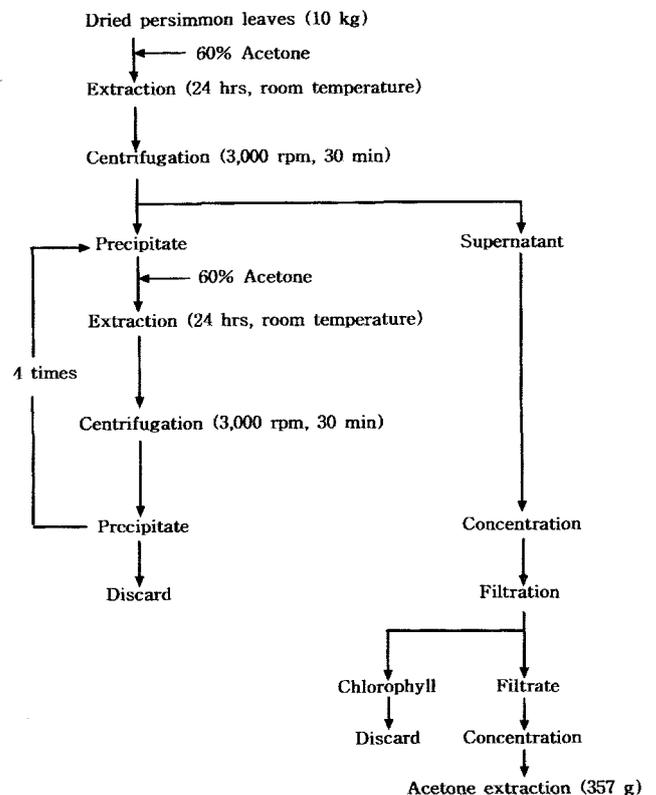 Dried persimmon leaves (10 kg)
60% Acetone
Extraction (24 hrs, room temperature)
Centrifugation (3,000 rpm, 30 min)
Precipitate
Supernatant
60% Acetone
Extraction (24 hrs, room temperature)
4 times
Centrifugation (3,000 rpm, 30 min)
Precipitate
Concentration
Discard
Filtration
Chlorophyll
Filtrate
Discard
Concentration
Acetone extraction (357 g)